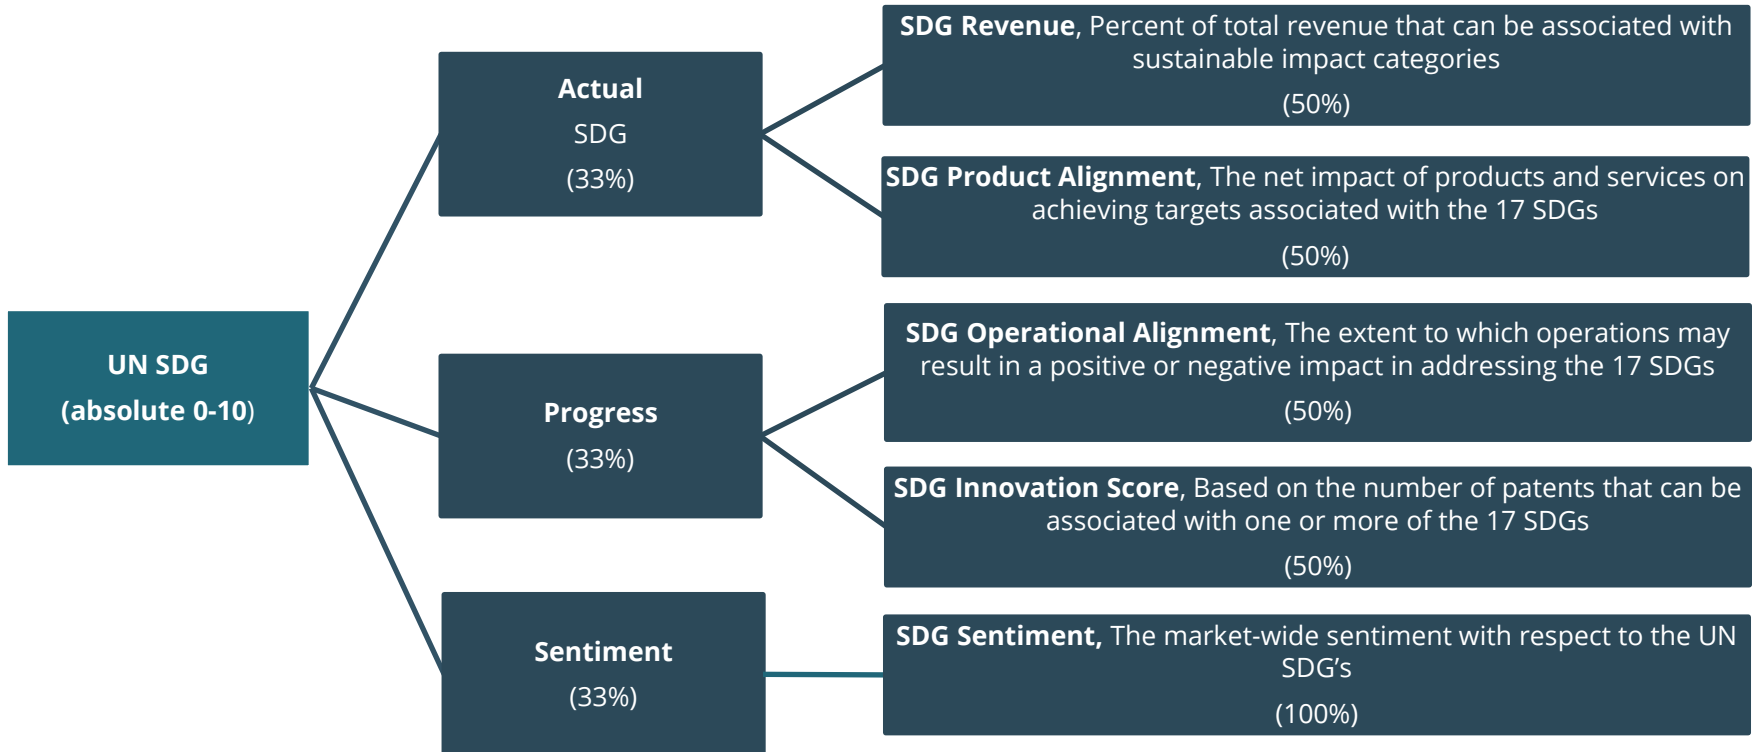 UN SDG
(absolute 0-10)
Actual
SDG
(33%)
SDG Revenue, Percent of total revenue that can be associated with
sustainable impact categories
(50%)
SDG Product Alignment, The net impact of products and services on
achieving targets associated with the 17 SDGs
(50%)
Progress
(33%)
SDG Operational Alignment, The extent to which operations may
result in a positive or negative impact in addressing the 17 SDGs
(50%)
SDG Innovation Score, Based on the number of patents that can be
associated with one or more of the 17 SDGs
(50%)
Sentiment
(33%)
SDG Sentiment, The market-wide sentiment with respect to the UN
SDG’s
(100%)